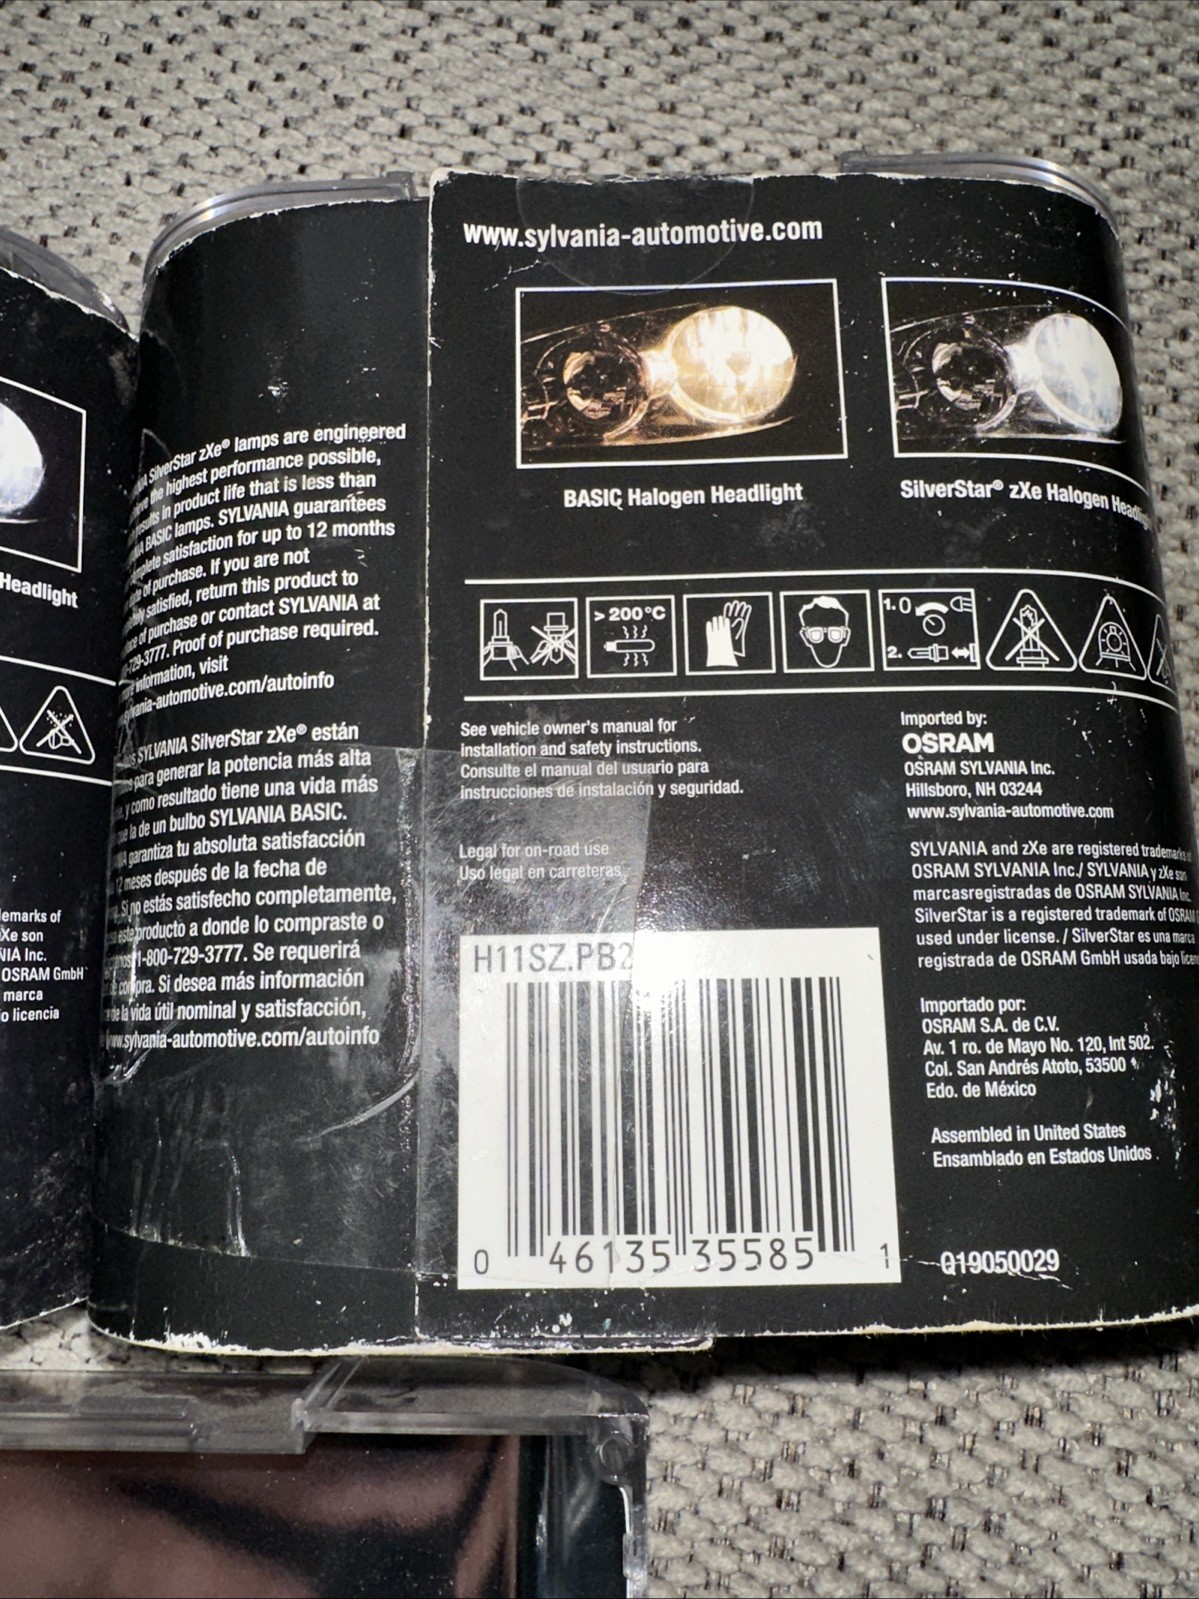 Headlight
lemarks of
Xe son
NIA Inc.
OSRAM GmbH
marca
o licencia
SilverStar zXe® lamps are engineered
the highest performance possible,
results in product life that is less than
BASIC lamps. SYLVANIA guarantees
complete satisfaction for up to 12 months
of purchase. If you are not
satisfied, return this product to
of purchase or contact SYLVANIA at
-729-3777. Proof of purchase required.
information, visit
sylvania-automotive.com/autoinfo
SYLVANIA SilverStar zXe® están
para generar la potencia más alta
y como resultado tiene una vida más
que la de un bulbo SYLVANIA BASIC.
garantiza tu absoluta satisfacción
12 meses después de la fecha de
Si no estás satisfecho completamente,
este producto a donde lo compraste o
1-800-729-3777. Se requerirá
compra. Si desea más información
de la vida útil nominal y satisfacción,
www.sylvania-automotive.com/autoinfo
www.sylvania-automotive.com
BASIC Halogen Headlight
SilverStar® zXe Halogen Headlig
>200°C
1.0
2.
See vehicle owner's manual for
installation and safety instructions.
Consulte el manual del usuario para
instrucciones de instalación y seguridad.
Legal for on-road use
Uso legal en carreteras
H11SZ.PB2
0 46135 35585 1
Imported by:
OSRAM
OSRAM SYLVANIA Inc.
Hillsboro, NH 03244
www.sylvania-automotive.com
SYLVANIA and zXe are registered trademarks of
OSRAM SYLVANIA Inc./ SYLVANIA y zXe son
marcasregistradas de OSRAM SYLVANIA Inc.
SilverStar is a registered trademark of OSRAM
used under license. / SilverStar es una marca
registrada de OSRAM GmbH usada bajo licen
Importado por:
OSRAM S.A. de C.V.
Av. 1 ro. de Mayo No. 120, Int 502.
Col. San Andrés Atoto, 53500
Edo. de México
Assembled in United States
Ensamblado en Estados Unidos
Q19050029